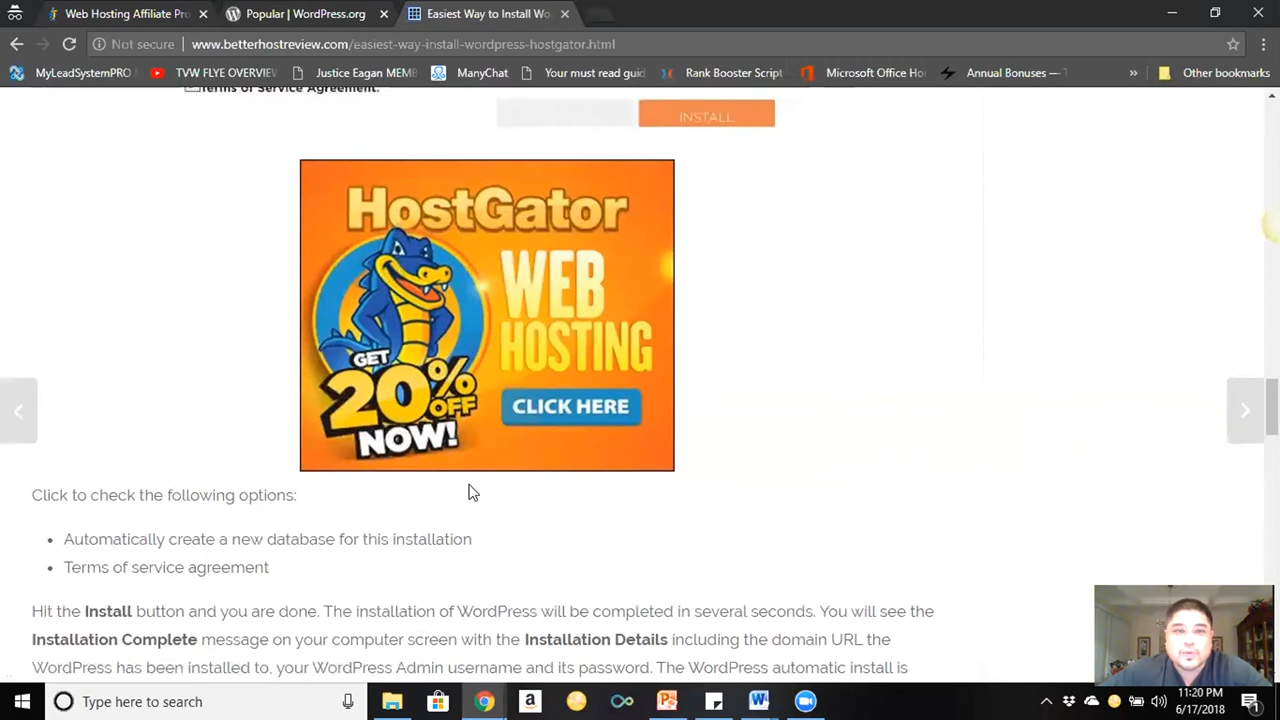 Web Hosting Affiliate Pro
Popular | WordPress.org
Easiest Way to Install Wo
Not secure
www.betterhostreview.com/easiest-way-install-wordpress-hostgator.html
MyLeadSystemPRO
TVW FLYE OVERVIEW
Justice Eagan MEMB
ManyChat
Your must read guid
Rank Booster Script
Microsoft Office Ho
Annual Bonuses —
Other bookmarks
Terms of Service Agreement.
INSTALL
HostGator
WEB
HOSTING
GET
20% OFF
NOW!
CLICK HERE
Click to check the following options:
• Automatically create a new database for this installation
• Terms of service agreement
Hit the Install button and you are done. The installation of WordPress will be completed in several seconds. You will see the
Installation Complete message on your computer screen with the Installation Details including the domain URL the
WordPress has been installed to, your WordPress Admin username and its password. The WordPress automatic install is
Type here to search
11:20 PM
6/17/2018